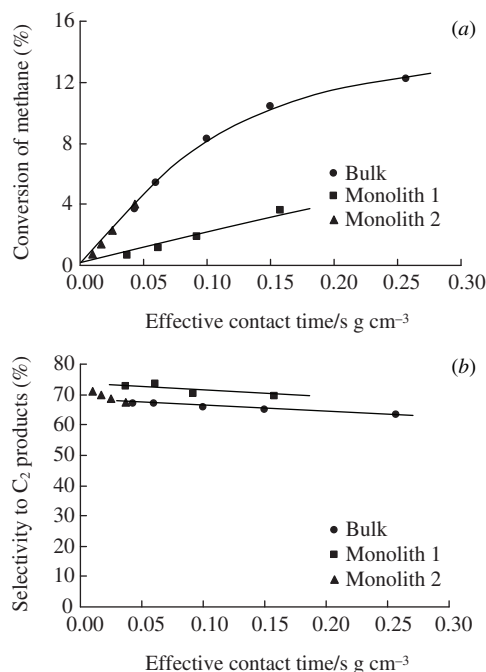 (a)
Conversion of methane (%)
16
12
8
4
0
Bulk
Monolith 1
Monolith 2
0.00 0.05 0.10 0.15 0.20 0.25 0.30
Effective contact time/s g cm⁻³
(b)
Selectivity to C₂ products (%)
80
70
60
50
40
30
20
10
0
Bulk
Monolith 1
Monolith 2
0.00 0.05 0.10 0.15 0.20 0.25 0.30
Effective contact time/s g cm⁻³